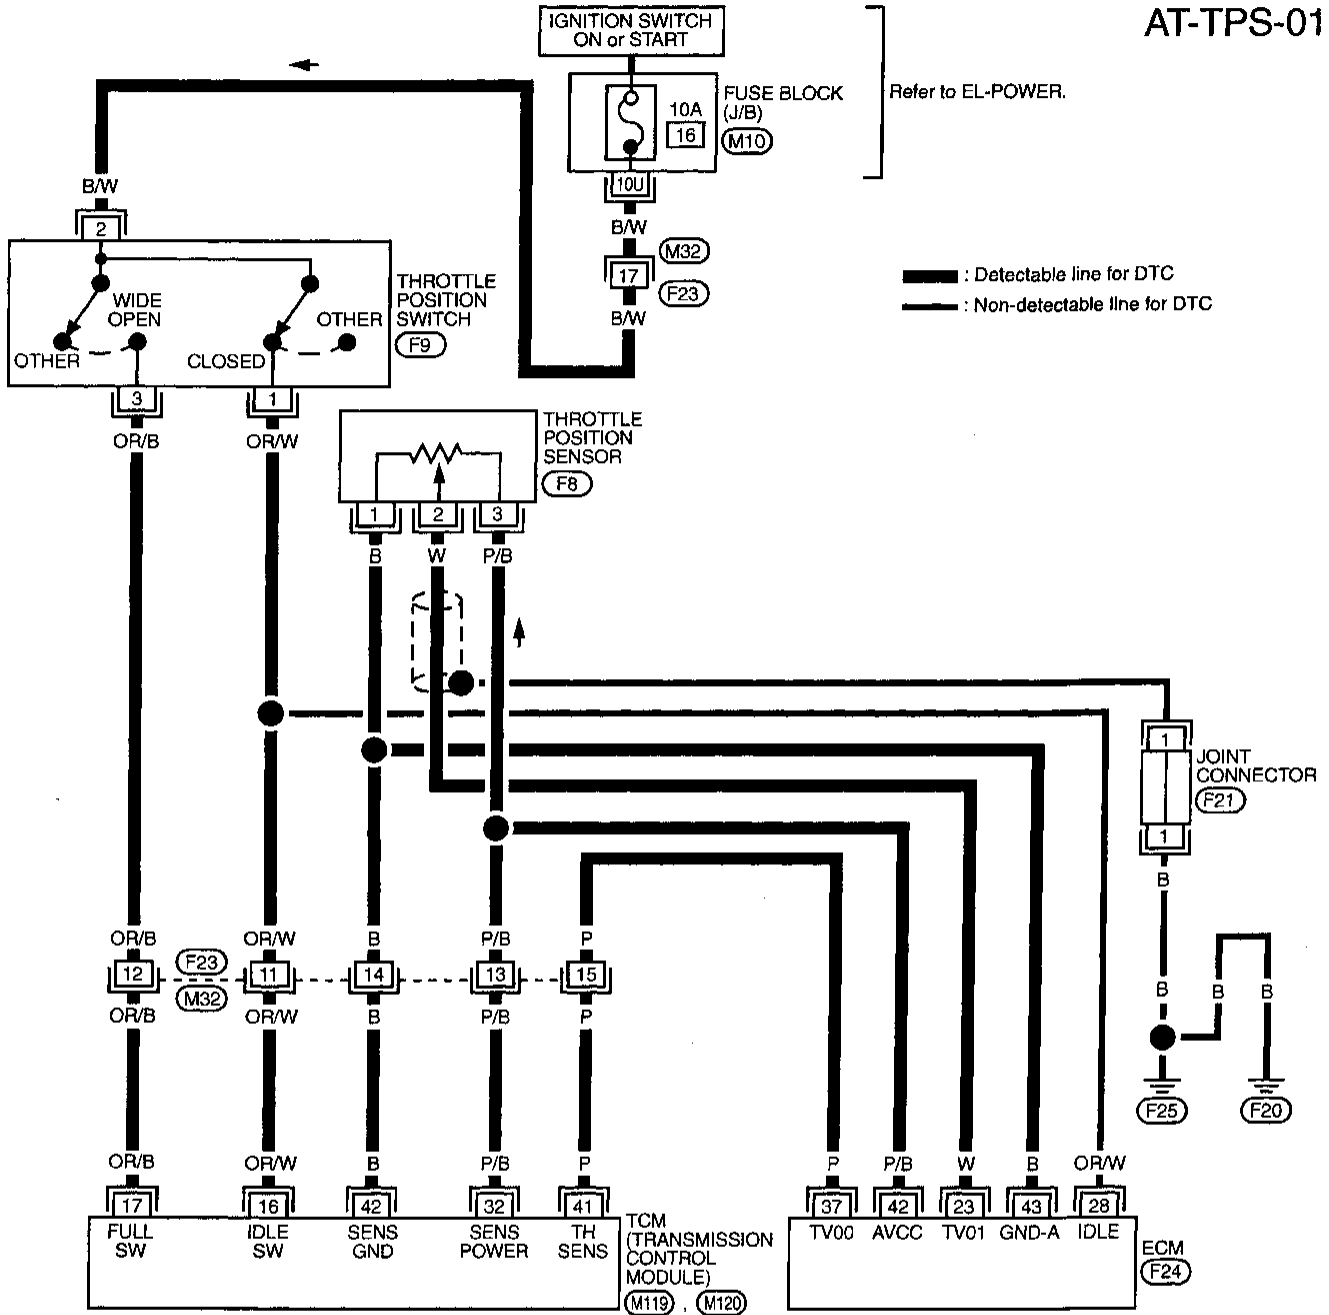 AT-TPS-01
IGNITION SWITCH
ON or START
FUSE BLOCK
(J/B)
M10
10A
16
Refer to EL-POWER.
10U
B/W
M32
17
F23
B/W
B/W
2
: Detectable line for DTC
: Non-detectable line for DTC
THROTTLE
POSITION
SWITCH
F9
WIDE
OPEN
OTHER
CLOSED
OTHER
3
1
OR/B
OR/W
THROTTLE
POSITION
SENSOR
F8
1
2
3
B
W
P/B
1
JOINT
CONNECTOR
F21
1
B
OR/B
OR/W
B
P/B
P
12
F23
M32
11
14
13
15
OR/B
OR/W
B
P/B
P
B
B
B
F25
F20
OR/B
OR/W
B
P/B
P
P
P/B
W
B
OR/W
17
16
42
32
41
37
42
23
43
28
FULL
SW
IDLE
SW
SENS
GND
SENS
POWER
TH
SENS
TCM
(TRANSMISSION
CONTROL
MODULE)
M119 , M120
TV00
AVCC
TV01
GND-A
IDLE
ECM
F24